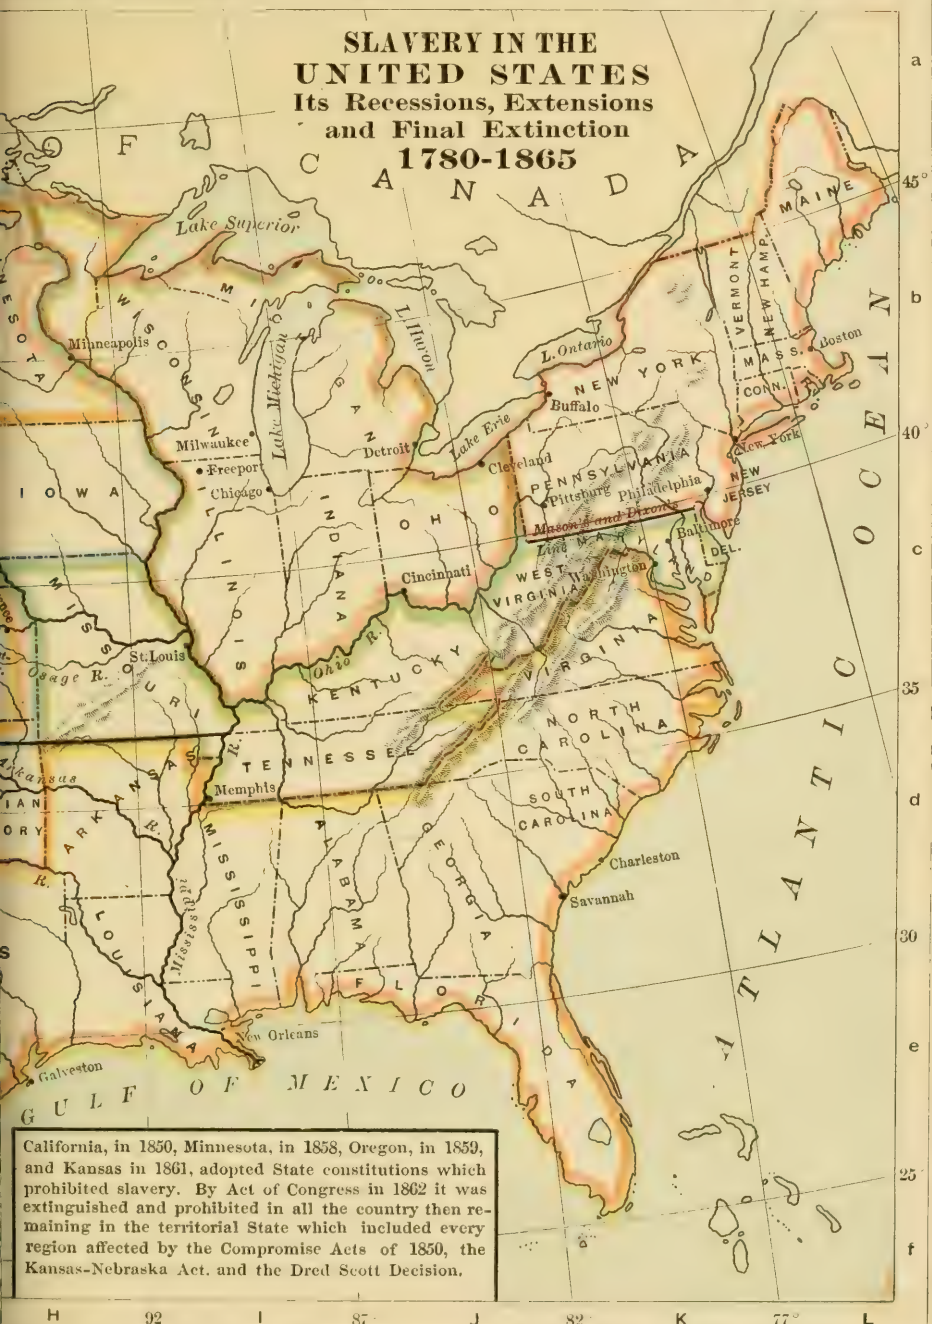 SLAVERY IN THE
UNITED STATES
Its Recessions, Extensions
and Final Extinction
1780-1865
OF CANADA
Lake Superior
MAINE
VERMONT
NEW HAMP.
MASS.
Boston
CONN.
R.I.
NEW YORK
L. Ontario
Buffalo
L. Huron
MICHIGAN
Lake Michigan
WISCONSIN
NESOTA
Minneapolis
Milwaukee
Freeport
Chicago
Detroit
Lake Erie
Cleveland
New York
PENNSYLVANIA
Pittsburg
Philadelphia
NEW
JERSEY
Mason's and Dixon's
Line
MARYLAND
Baltimore
DEL.
Washington
IOWA
ILLINOIS
INDIANA
OHIO
Cincinnati
WEST
VIRGINIA
VIRGINIA
MISSOURI
St. Louis
Osage R.
Ohio R.
KENTUCKY
TENNESSEE
Memphis
NORTH
CAROLINA
SOUTH
CAROLINA
Charleston
Savannah
Arkansas
R.
ARKANSAS
IAN
ORY
R.
R.
Mississippi
MISSISSIPPI
ALABAMA
GEORGIA
LOUISIANA
FLORIDA
S
New Orleans
Galveston
GULF OF MEXICO
ATLANTIC OCEAN
a
45°
b
40°
c
35
d
30
e
25°
f
California, in 1850, Minnesota, in 1858, Oregon, in 1859,
and Kansas in 1861, adopted State constitutions which
prohibited slavery. By Act of Congress in 1862 it was
extinguished and prohibited in all the country then re-
maining in the territorial State which included every
region affected by the Compromise Acts of 1850, the
Kansas-Nebraska Act. and the Dred Scott Decision.
H 92 I 87 J 82 K 77° L